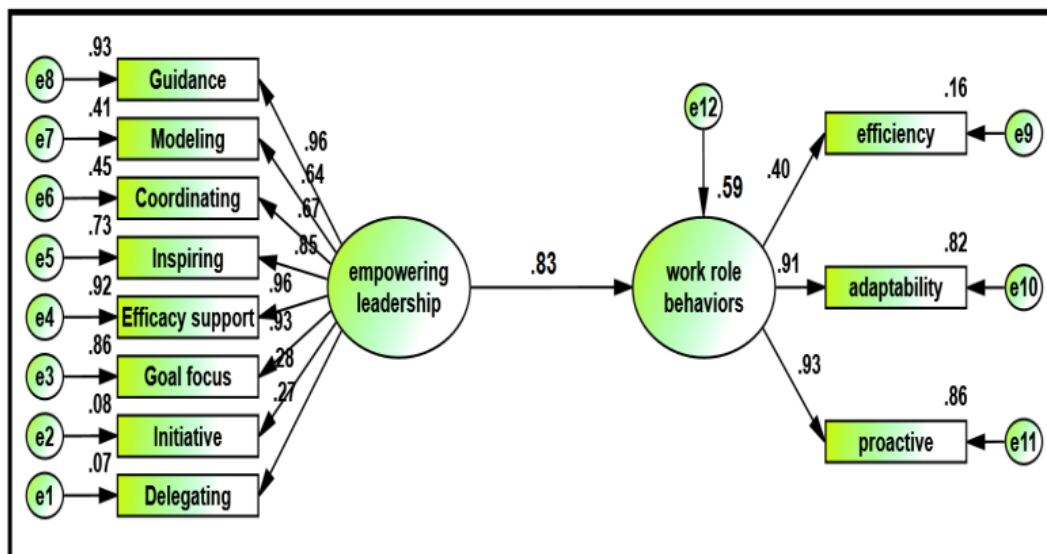 .93
e8
Guidance
.41
e7
Modeling
.45
e6
Coordinating
.73
e5
Inspiring
.92
e4
Efficacy support
.86
e3
Goal focus
.08
e2
Initiative
.07
e1
Delegating
.96
.64
.67
.85
.96
.93
.28
.27
empowering
leadership
.83
e12
.59
work role
behaviors
.40
.91
.93
.16
efficiency
e9
.82
adaptability
e10
.86
proactive
e11